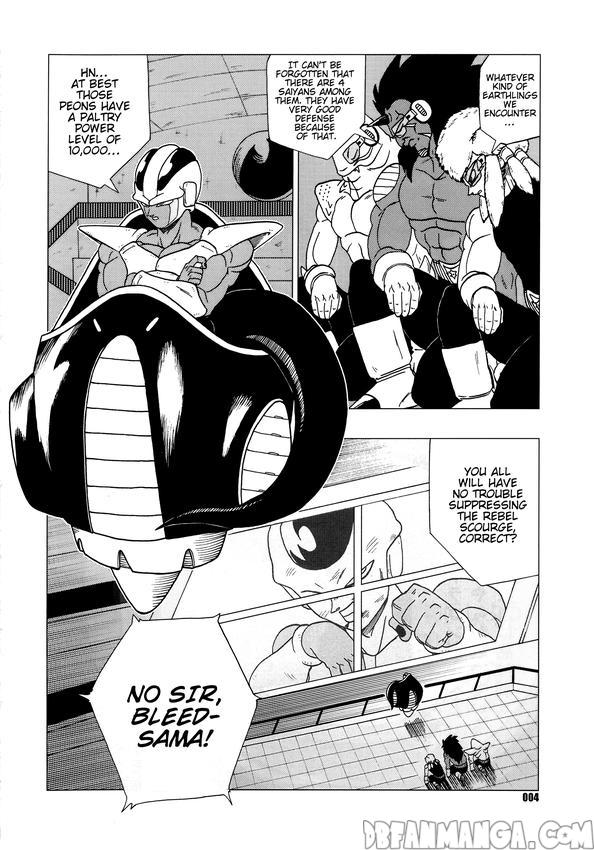 WHATEVER
KIND OF
EARTHLINGS
WE
ENCOUNTER
...
IT CAN'T BE
FORGOTTEN THAT
THERE ARE 4
SAIYANS AMONG
THEM. THEY HAVE
VERY GOOD
DEFENSE
BECAUSE
OF THAT.
HN...
AT BEST
THOSE
PEONS HAVE
A PALTRY
POWER
LEVEL OF
10,000...
YOU ALL
WILL HAVE
NO TROUBLE
SUPPRESSING
THE REBEL
SCOURGE,
CORRECT?
NO SIR,
BLEED-
SAMA!
004
DBFANMANGA.COM